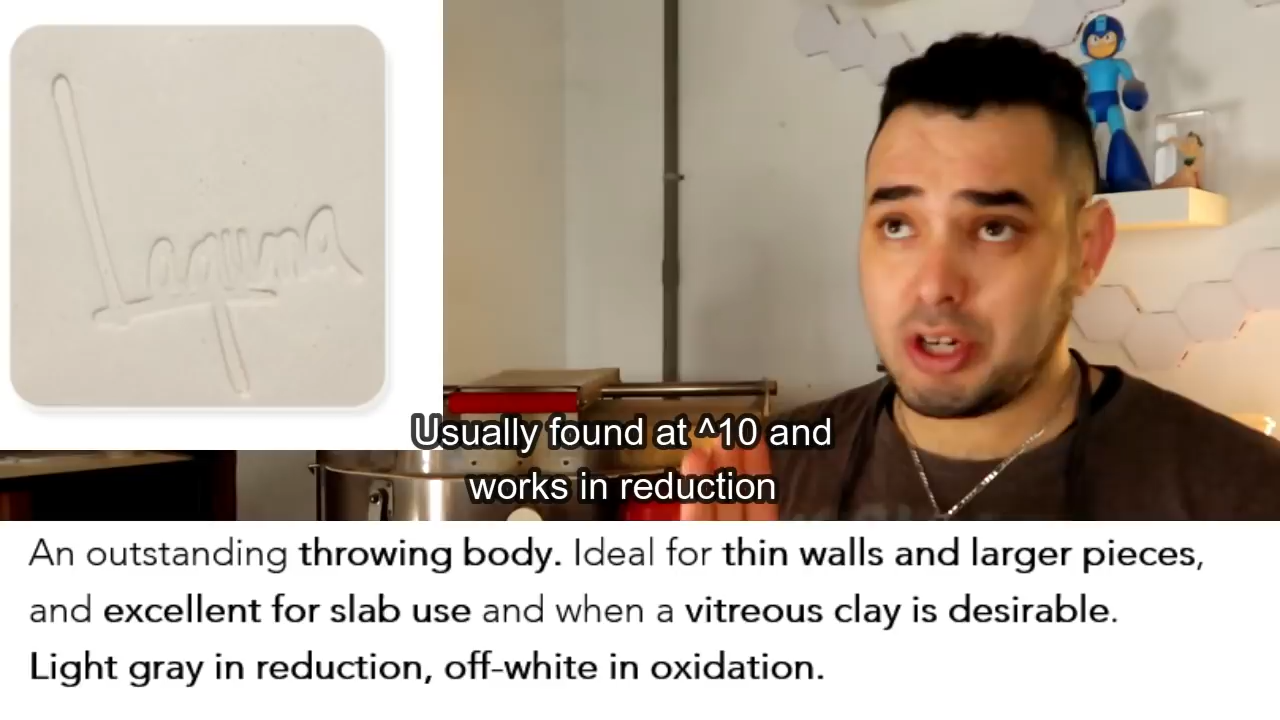 Laguna
Usually found at ^10 and
works in reduction
An outstanding throwing body. Ideal for thin walls and larger pieces,
and excellent for slab use and when a vitreous clay is desirable.
Light gray in reduction, off-white in oxidation.